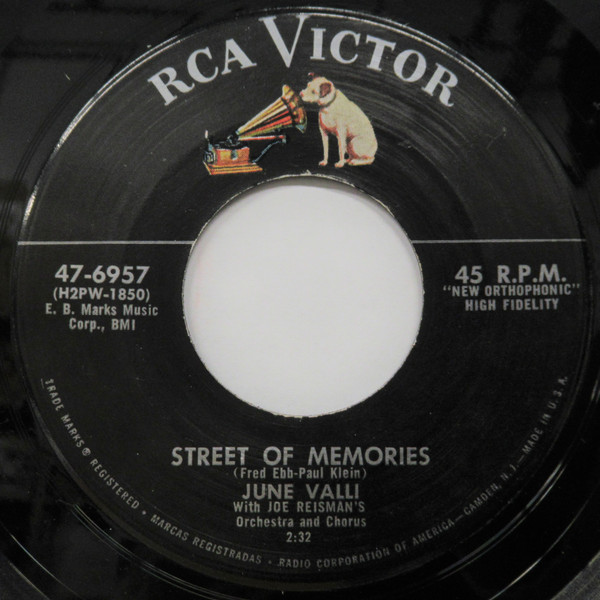 RCA VICTOR
47-6957
(H2PW-1850)
E. B. Marks Music
Corp., BMI
45 R.P.M.
"NEW ORTHOPHONIC"
HIGH FIDELITY
STREET OF MEMORIES
(Fred Ebb-Paul Klein)
JUNE VALLI
With JOE REISMAN'S
Orchestra and Chorus
2:32
TRADE MARKS ® REGISTERED • MARCAS REGISTRADAS - RADIO CORPORATION OF AMERICA—CAMDEN, N. J.—MADE IN U.S.A.